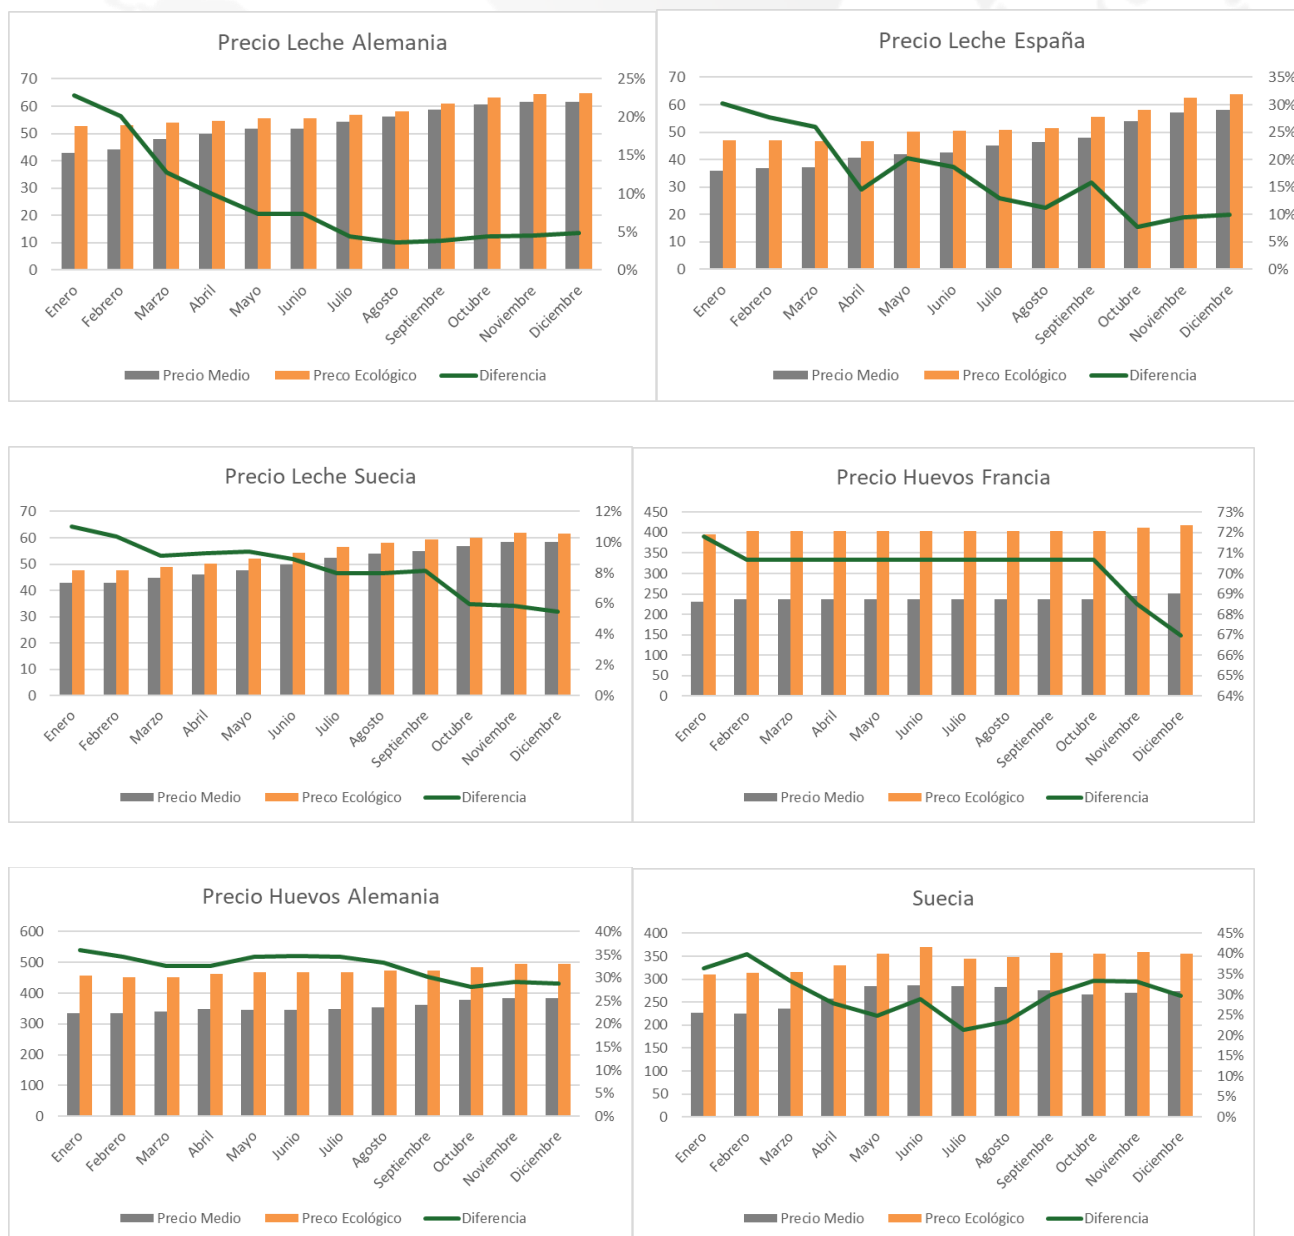 Precio Leche Alemania
70 60 50 40 30 20 10 0
25% 20% 15% 10% 5% 0%
Enero Febrero Marzo Abril Mayo Junio Julio Agosto Septiembre Octubre Noviembre Diciembre
Precio Medio Preco Ecológico Diferencia
Precio Leche España
70 60 50 40 30 20 10 0
35% 30% 25% 20% 15% 10% 5% 0%
Enero Febrero Marzo Abril Mayo Junio Julio Agosto Septiembre Octubre Noviembre Diciembre
Precio Medio Preco Ecológico Diferencia
Precio Leche Suecia
70 60 50 40 30 20 10 0
12% 10% 8% 6% 4% 2% 0%
Enero Febrero Marzo Abril Mayo Junio Julio Agosto Septiembre Octubre Noviembre Diciembre
Precio Medio Preco Ecológico Diferencia
Precio Huevos Francia
450 400 350 300 250 200 150 100 50 0
73% 72% 71% 70% 69% 68% 67% 66% 65% 64%
Enero Febrero Marzo Abril Mayo Junio Julio Agosto Septiembre Octubre Noviembre Diciembre
Precio Medio Preco Ecológico Diferencia
Precio Huevos Alemania
600 500 400 300 200 100 0
40% 35% 30% 25% 20% 15% 10% 5% 0%
Enero Febrero Marzo Abril Mayo Junio Julio Agosto Septiembre Octubre Noviembre Diciembre
Precio Medio Preco Ecológico Diferencia
Suecia
400 350 300 250 200 150 100 50 0
45% 40% 35% 30% 25% 20% 15% 10% 5% 0%
Enero Febrero Marzo Abril Mayo Junio Julio Agosto Septiembre Octubre Noviembre Diciembre
Precio Medio Preco Ecológico Diferencia